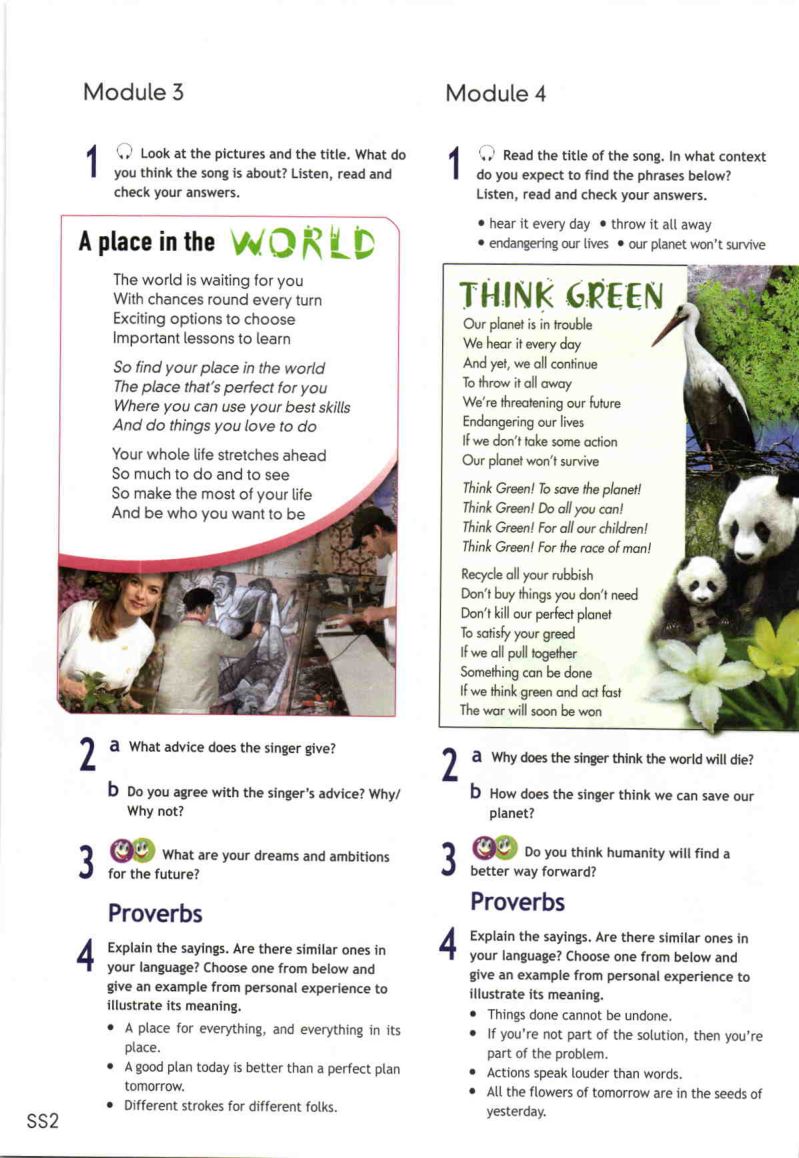 Module 3
1 Look at the pictures and the title. What do
you think the song is about? Listen, read and
check your answers.
A place in the WORLD
The world is waiting for you
With chances round every turn
Exciting options to choose
Important lessons to learn
So find your place in the world
The place that's perfect for you
Where you can use your best skills
And do things you love to do
Your whole life stretches ahead
So much to do and to see
So make the most of your life
And be who you want to be
2 a What advice does the singer give?
b Do you agree with the singer's advice? Why/
Why not?
3 What are your dreams and ambitions
for the future?
Proverbs
4 Explain the sayings. Are there similar ones in
your language? Choose one from below and
give an example from personal experience to
illustrate its meaning.
• A place for everything, and everything in its
place.
• A good plan today is better than a perfect plan
tomorrow.
• Different strokes for different folks.
SS2
Module 4
1 Read the title of the song. In what context
do you expect to find the phrases below?
Listen, read and check your answers.
• hear it every day • throw it all away
• endangering our lives • our planet won't survive
THINK GREEN
Our planet is in trouble
We hear it every day
And yet, we all continue
To throw it all away
We're threatening our future
Endangering our lives
If we don't take some action
Our planet won't survive
Think Green! To save the planet!
Think Green! Do all you can!
Think Green! For all our children!
Think Green! For the race of man!
Recycle all your rubbish
Don't buy things you don't need
Don't kill our perfect planet
To satisfy your greed
If we all pull together
Something can be done
If we think green and act fast
The war will soon be won
2 a Why does the singer think the world will die?
b How does the singer think we can save our
planet?
3 Do you think humanity will find a
better way forward?
Proverbs
4 Explain the sayings. Are there similar ones in
your language? Choose one from below and
give an example from personal experience to
illustrate its meaning.
• Things done cannot be undone.
• If you're not part of the solution, then you're
part of the problem.
• Actions speak louder than words.
• All the flowers of tomorrow are in the seeds of
yesterday.